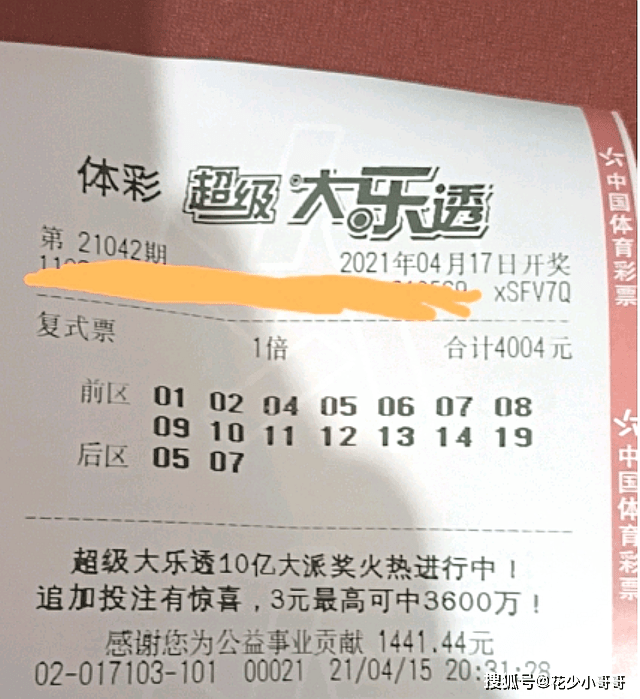 体彩 超级大乐透
第 21042期
2021年04月17日开奖
xSFV7Q
复式票 1倍 合计4004元
前区 01 02 04 05 06 07 08
09 10 11 12 13 14 19
后区 05 07
超级大乐透10亿大派奖火热进行中!
追加投注有惊喜,3元最高可中3600万!
感谢您为公益事业贡献 1441.44元
02-017103-101 00021 21/04/15 20:31:28
中国体育彩票
中国体育彩票
搜狐号@花少小哥哥